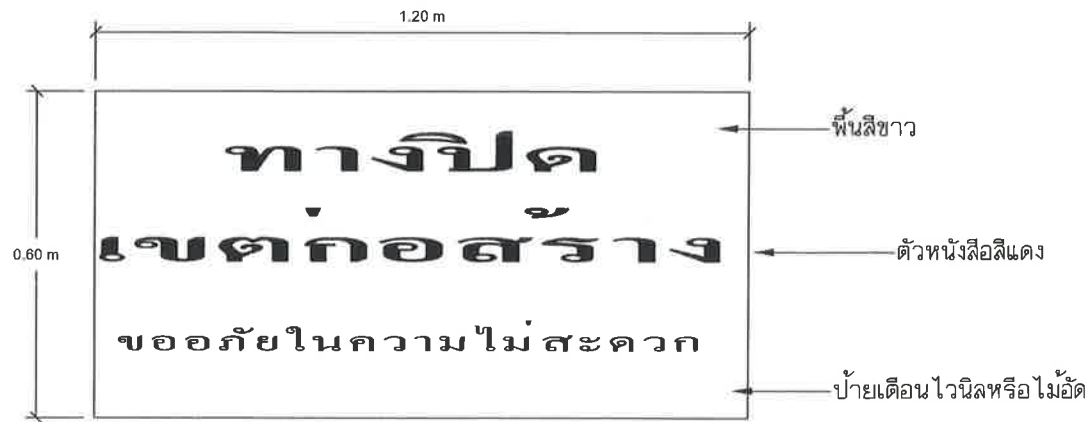 1.20 m
ทางปิด
พื้นสีขาว
เขตก่อสร้าง
0.60 m
ตัวหนังสือสีแดง
ขออภัยในความไม่สะดวก
ป้ายเตือนไวนิลหรือไม้อัด